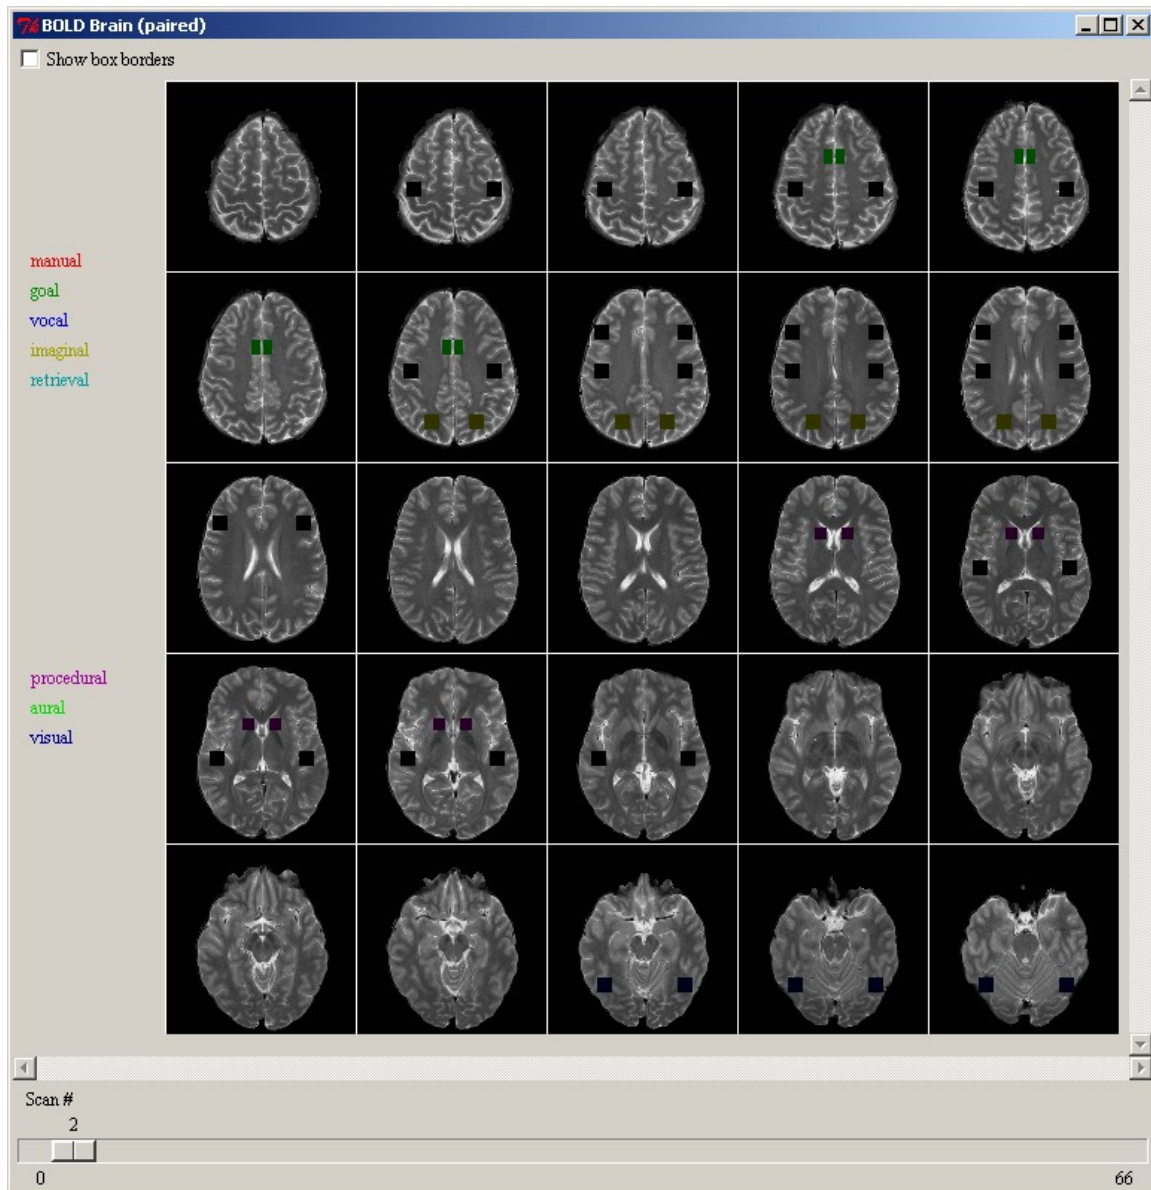 BOLD Brain (paired)
Show box borders
manual
goal
vocal
imaginal
retrieval
procedural
aural
visual
Scan #
2
0
66